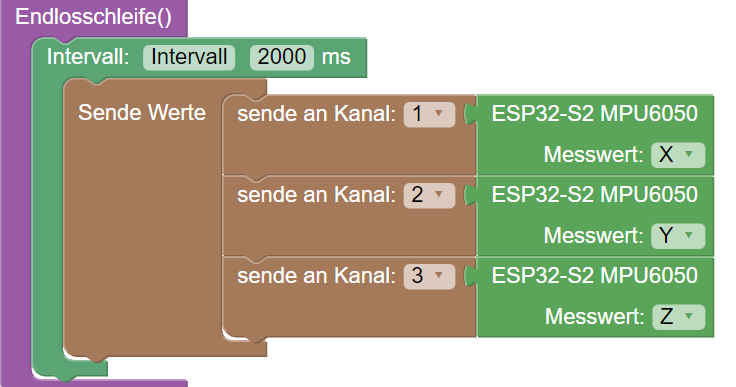 Endlosschleife()
Intervall: Intervall 2000 ms
Sende Werte sende an Kanal: 1 ESP32-S2 MPU6050
Messwert: X
sende an Kanal: 2 ESP32-S2 MPU6050
Messwert: Y
sende an Kanal: 3 ESP32-S2 MPU6050
Messwert: Z